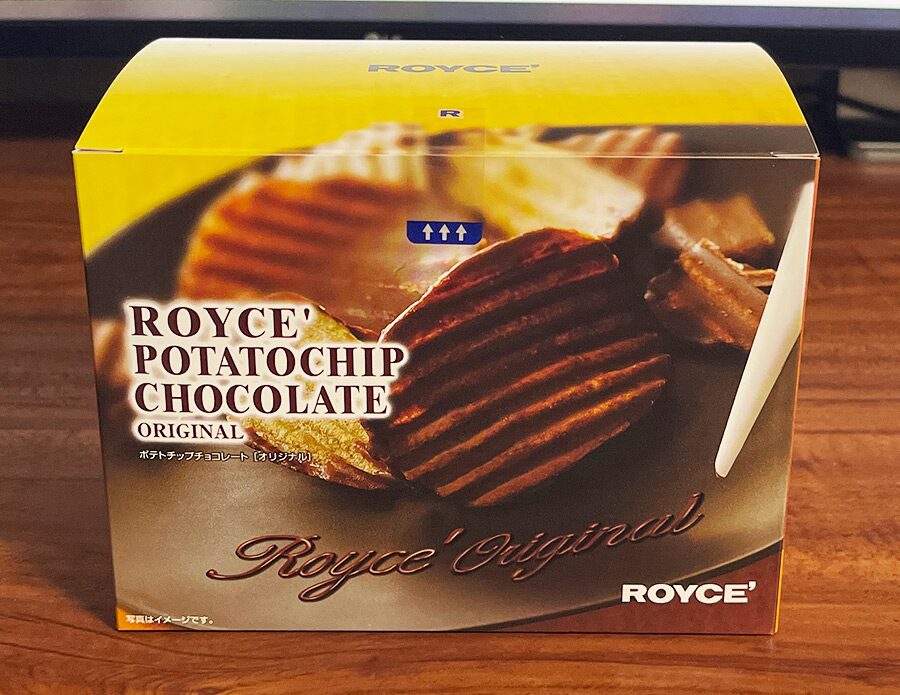 ROYCE'
R
ROYCE'
POTATOCHIP
CHOCOLATE
ORIGINAL
ポテトチップチョコレート［オリジナル］
Royce' Original
ROYCE'
写真はイメージです。